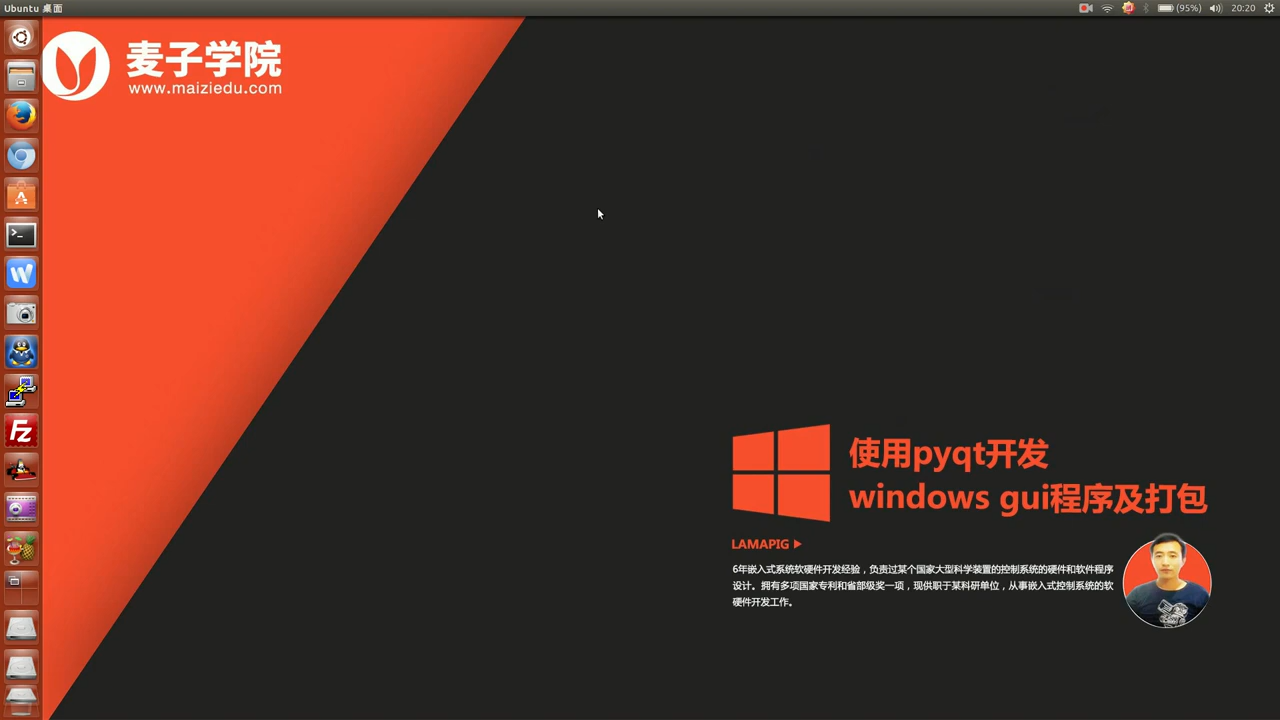 Ubuntu 桌面
(95%)
20:20
麦子学院
www.maiziedu.com
W
Fz
使用pyqt开发
windows gui程序及打包
LAMAPIG
6年嵌入式系统软硬件开发经验，负责过某个国家大型科学装置的控制系统的硬件和软件程序
设计。拥有多项国家专利和省部级奖一项，现供职于某科研单位，从事嵌入式控制系统的软
硬件开发工作。